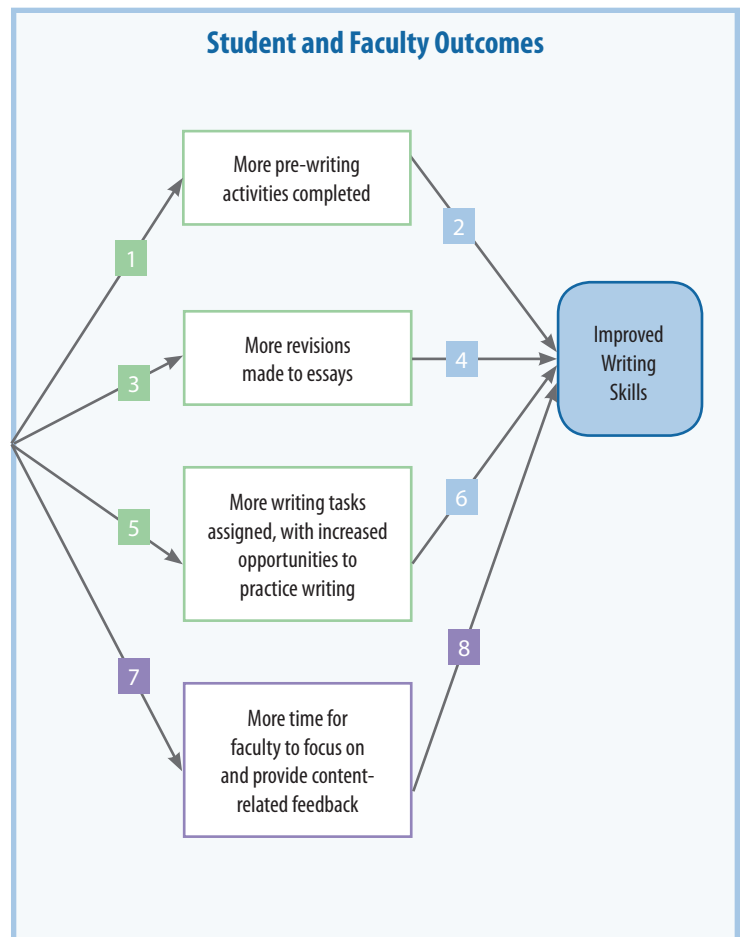 Student and Faculty Outcomes
More pre-writing
activities completed
1
2
More revisions
made to essays
3
4
Improved
Writing
Skills
More writing tasks
assigned, with increased
opportunities to
practice writing
5
6
7
8
More time for
faculty to focus on
and provide content-
related feedback